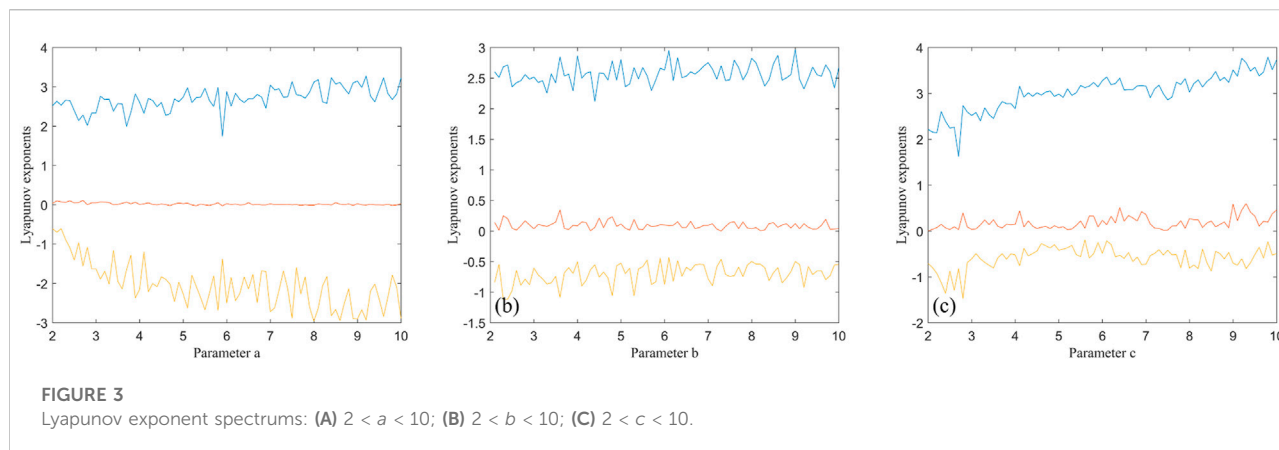 4
3
2
1
0
-1
-2
-3
2 3 4 5 6 7 8 9 10
Lyapunov exponents
Parameter a
3
2.5
2
1.5
1
0.5
0
-0.5
-1
-1.5
2 3 4 5 6 7 8 9 10
Lyapunov exponents
(b)
Parameter b
4
3
2
1
0
-1
-2
2 3 4 5 6 7 8 9 10
Lyapunov exponents
(c)
Parameter c
FIGURE 3
Lyapunov exponent spectrums: (A) 2 < a < 10; (B) 2 < b < 10; (C) 2 < c < 10.